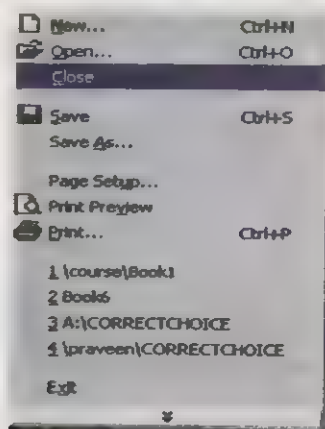 New... Ctrl+N
Open... Ctrl+O
Close
Save Ctrl+S
Save As...
Page Setup...
Print Preview
Print... Ctrl+P
1 \course\Book1
2 Book6
3 A:\CORRECTCHOICE
4 \praveen\CORRECTCHOICE
Exit